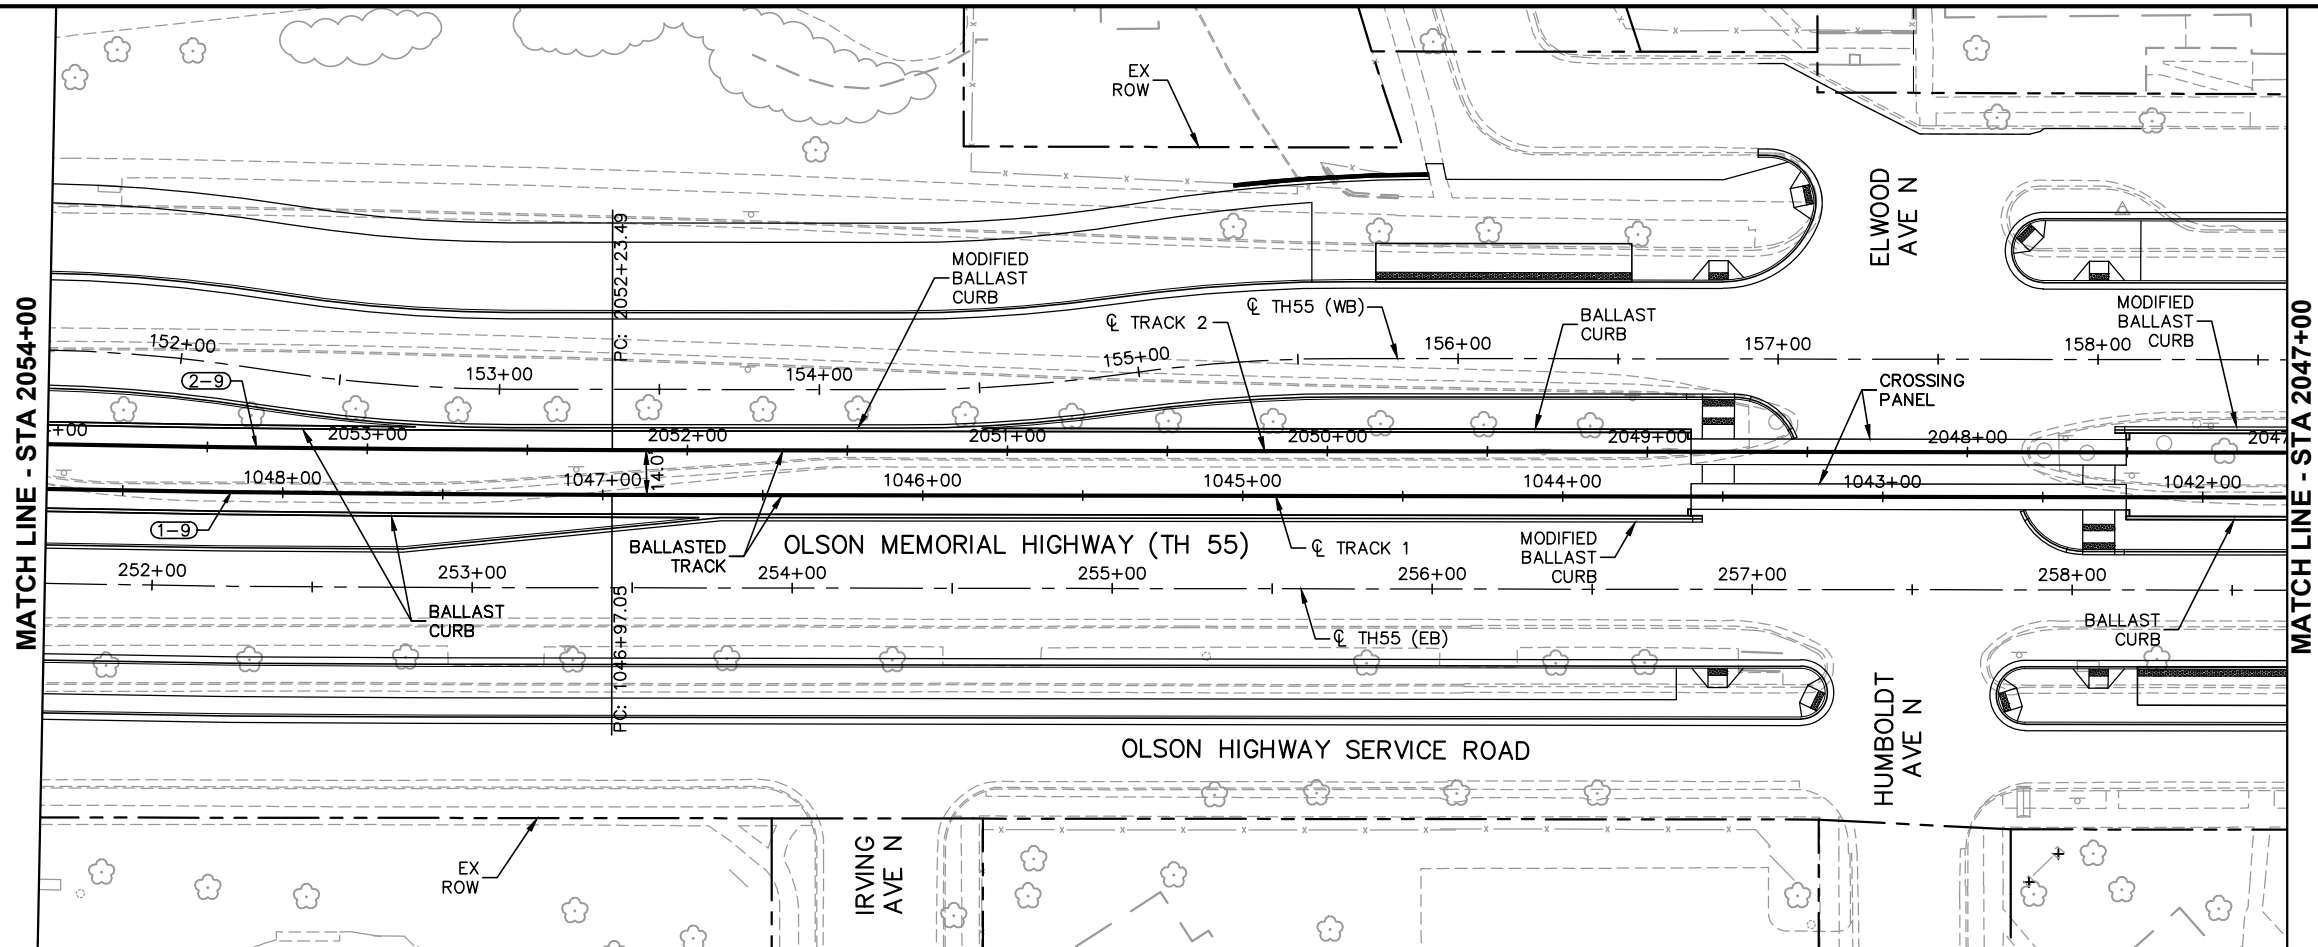 EX
ROW
ELWOOD
AVE N
MATCH LINE - STA 2054+00
MATCH LINE - STA 2047+00
PC: 2052+23.49
MODIFIED
BALLAST
CURB
℄ TH55 (WB)
℄ TRACK 2
BALLAST
CURB
MODIFIED
BALLAST
CURB
152+00
153+00
154+00
155+00
156+00
157+00
158+00
2-9
CROSSING
PANEL
+00
2053+00
2052+00
2051+00
2050+00
2049+00
2048+00
2047
14.0
1048+00
1047+00
1046+00
1045+00
1044+00
1043+00
1042+00
1-9
BALLASTED
TRACK
OLSON MEMORIAL HIGHWAY (TH 55)
℄ TRACK 1
MODIFIED
BALLAST
CURB
252+00
253+00
254+00
255+00
256+00
257+00
258+00
BALLAST
CURB
PC: 1046+97.05
℄ TH55 (EB)
BALLAST
CURB
OLSON HIGHWAY SERVICE ROAD
HUMBOLDT
AVE N
IRVING
AVE N
EX
ROW